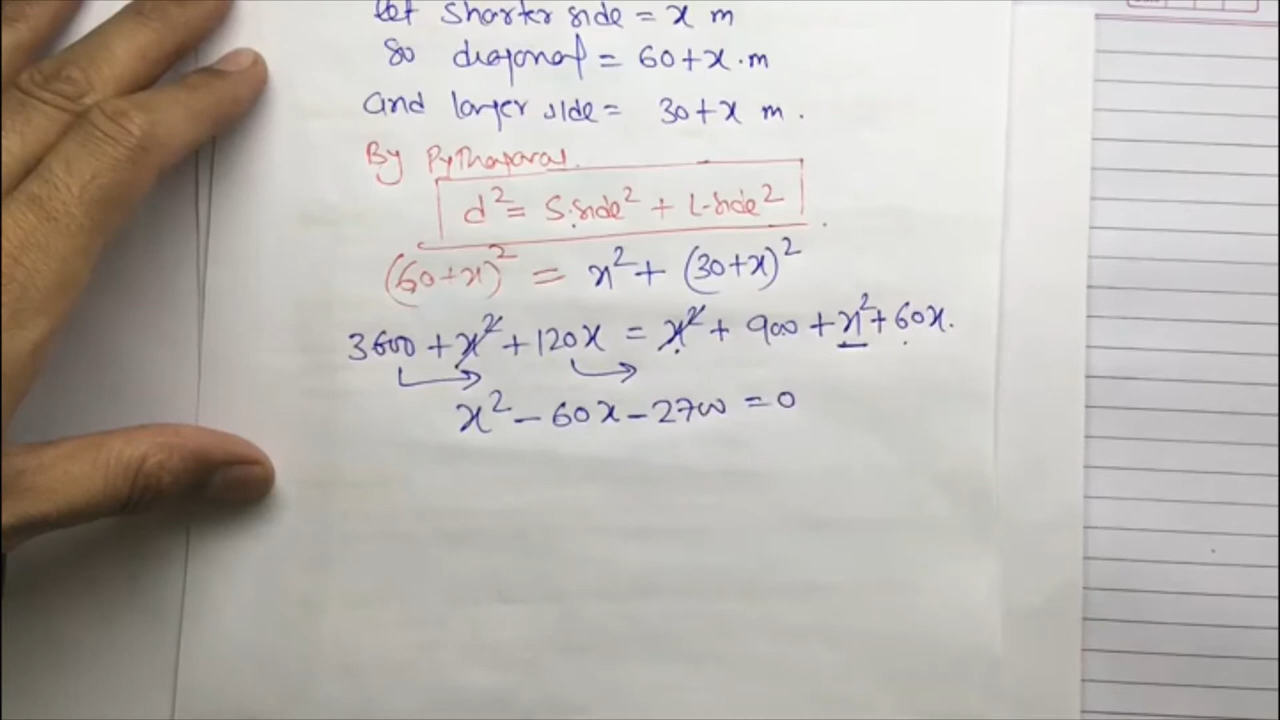 Let Shorter side = x m
So diagonal = 60+x.m
and larger side = 30+x m.
By Pythagoras.
d² = S.side² + L-side²
(60+x)² = x² + (30+x)²
3600 + x² + 120x = x² + 900 + x² + 60x.
x² - 60x - 2700 = 0